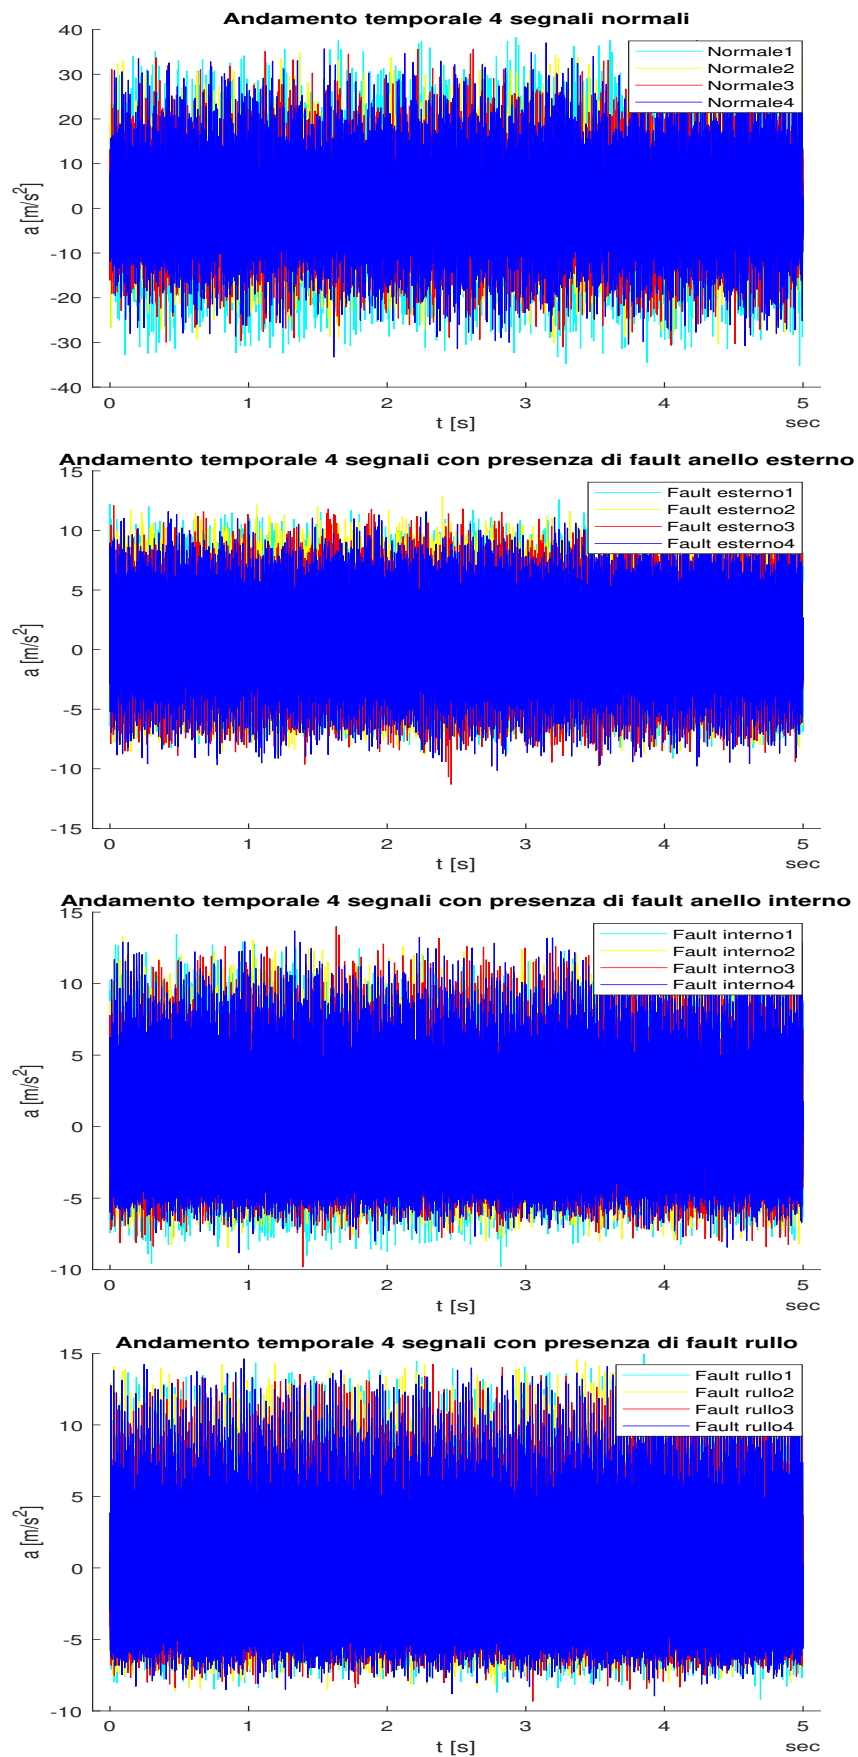 Andamento temporale 4 segnali normali
40
30
20
10
0
-10
-20
-30
-40
a [m/s²]
Normale1
Normale2
Normale3
Normale4
0 1 2 3 4 5
t [s]
sec
Andamento temporale 4 segnali con presenza di fault anello esterno
15
10
5
0
-5
-10
-15
a [m/s²]
Fault esterno1
Fault esterno2
Fault esterno3
Fault esterno4
0 1 2 3 4 5
t [s]
sec
Andamento temporale 4 segnali con presenza di fault anello interno
15
10
5
0
-5
-10
a [m/s²]
Fault interno1
Fault interno2
Fault interno3
Fault interno4
0 1 2 3 4 5
t [s]
sec
Andamento temporale 4 segnali con presenza di fault rullo
15
10
5
0
-5
-10
a [m/s²]
Fault rullo1
Fault rullo2
Fault rullo3
Fault rullo4
0 1 2 3 4 5
t [s]
sec